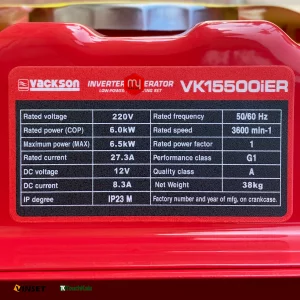 VACKSON
INVERTER ERATOR
VK15500iER
my
Rated voltage 220V Rated frequency 50/60 Hz
Rated power (COP) 6.0kW Rated speed 3600 min-1
Maximum power (MAX) 6.5kW Rated power factor 1
Rated current 27.3A Performance class G1
DC voltage 12V Quality class A
DC current 8.3A Net Weight 38kg
IP degree IP23 M Factory number and year of mfg. on crankcase.